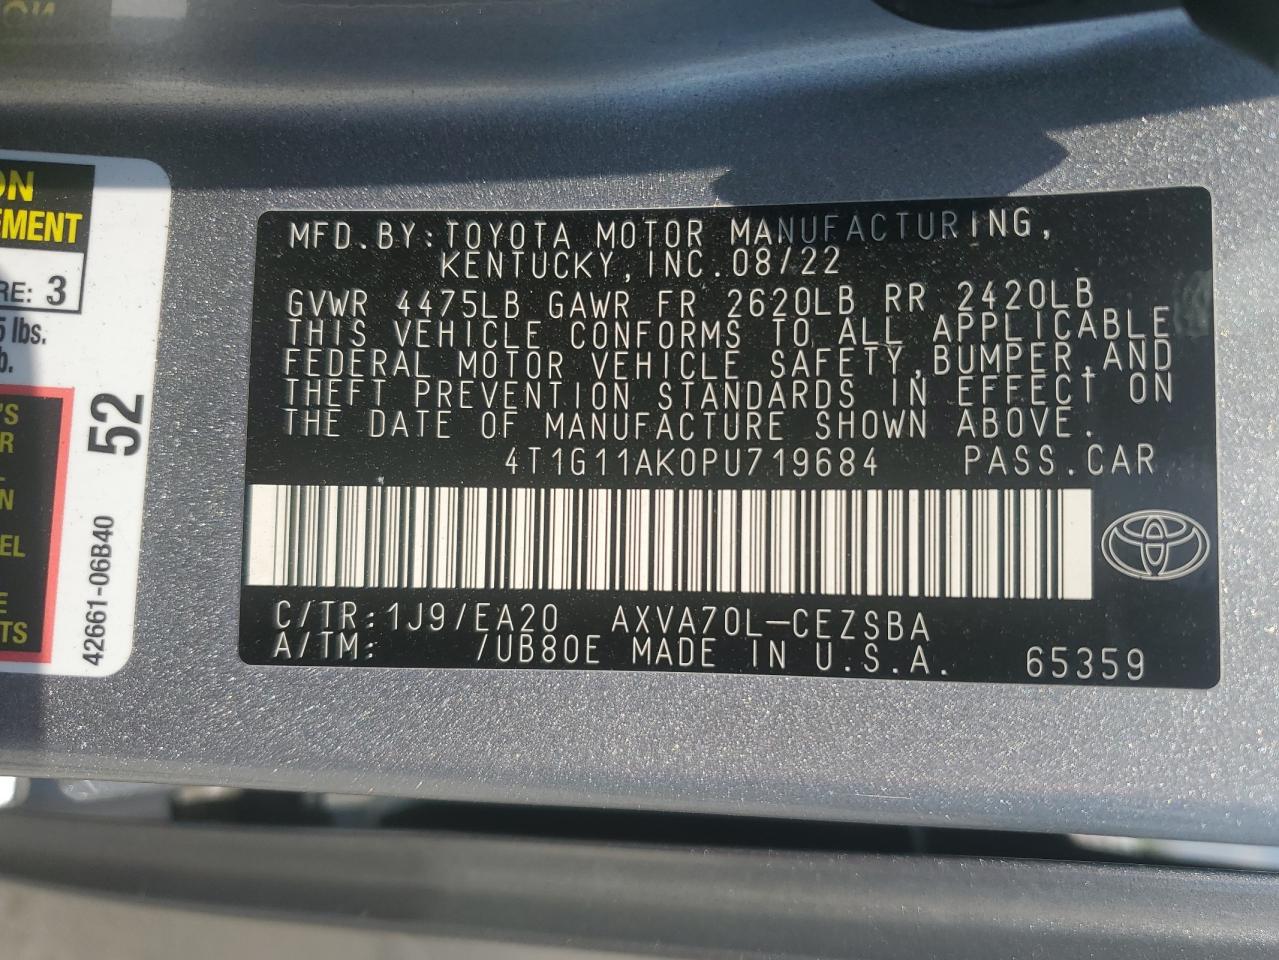 ON
EMENT
RE: 3
5 lbs.
b.
'S
R
N
EL
E
TS
52
42661-06B40
MFD.BY:TOYOTA MOTOR MANUFACTURING,
KENTUCKY,INC.08/22
GVWR 4475LB GAWR FR 2620LB RR 2420LB
THIS VEHICLE CONFORMS TO ALL APPLICABLE
FEDERAL MOTOR VEHICLE SAFETY,BUMPER,AND
THEFT PREVENTION STANDARDS IN EFFECT ON
THE DATE OF MANUFACTURE SHOWN ABOVE.
4T1G11AK0PU719684 PASS.CAR
C/TR:1J9/EA20 AXVA70L-CEZSBA
A/TM: /UB80E MADE IN U.S.A. 65359